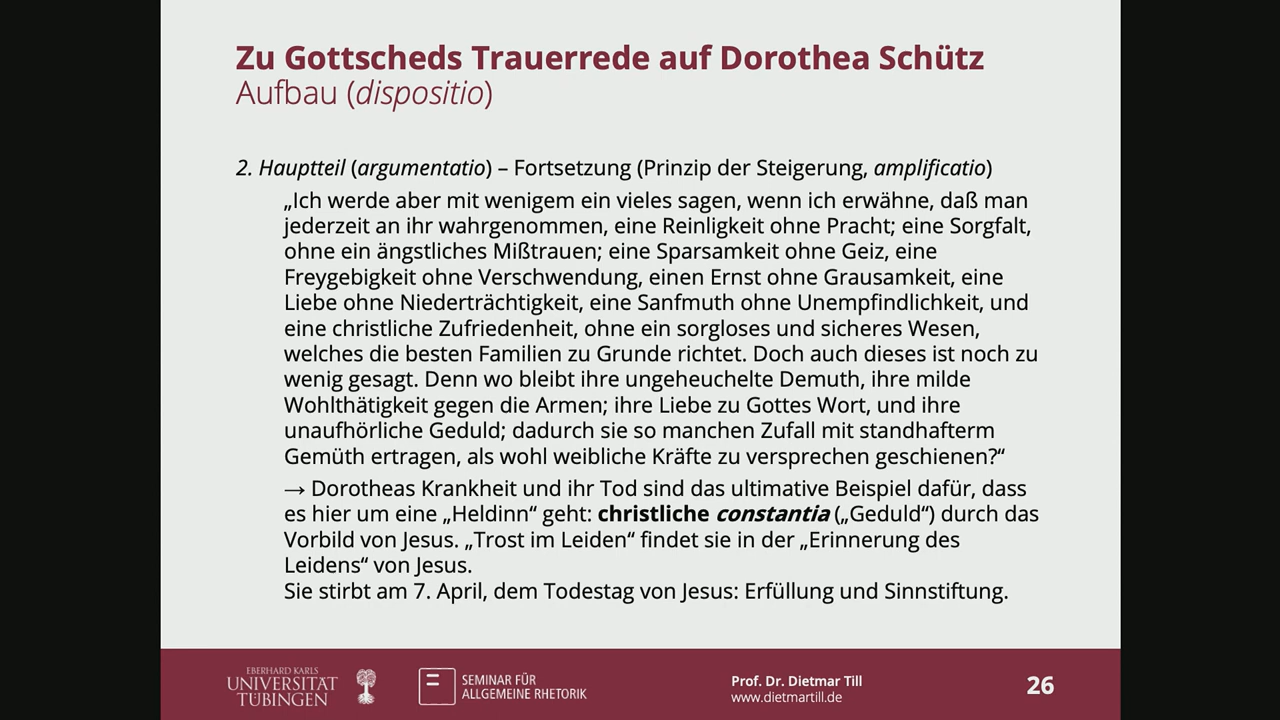 Zu Gottscheds Trauerrede auf Dorothea Schütz
Aufbau (dispositio)
2. Hauptteil (argumentatio) – Fortsetzung (Prinzip der Steigerung, amplificatio)
„Ich werde aber mit wenigem ein vieles sagen, wenn ich erwähne, daß man
jederzeit an ihr wahrgenommen, eine Reinligkeit ohne Pracht; eine Sorgfalt,
ohne ein ängstliches Mißtrauen; eine Sparsamkeit ohne Geiz, eine
Freygebigkeit ohne Verschwendung, einen Ernst ohne Grausamkeit, eine
Liebe ohne Niederträchtigkeit, eine Sanfmuth ohne Unempfindlichkeit, und
eine christliche Zufriedenheit, ohne ein sorgloses und sicheres Wesen,
welches die besten Familien zu Grunde richtet. Doch auch dieses ist noch zu
wenig gesagt. Denn wo bleibt ihre ungeheuchelte Demuth, ihre milde
Wohlthätigkeit gegen die Armen; ihre Liebe zu Gottes Wort, und ihre
unaufhörliche Geduld; dadurch sie so manchen Zufall mit standhafterm
Gemüth ertragen, als wohl weibliche Kräfte zu versprechen geschienen?“
→ Dorotheas Krankheit und ihr Tod sind das ultimative Beispiel dafür, dass
es hier um eine „Heldinn“ geht: christliche constantia („Geduld“) durch das
Vorbild von Jesus. „Trost im Leiden“ findet sie in der „Erinnerung des
Leidens“ von Jesus.
Sie stirbt am 7. April, dem Todestag von Jesus: Erfüllung und Sinnstiftung.
EBERHARD KARLS
UNIVERSITÄT
TÜBINGEN
SEMINAR FÜR
ALLGEMEINE RHETORIK
Prof. Dr. Dietmar Till
www.dietmartill.de
26